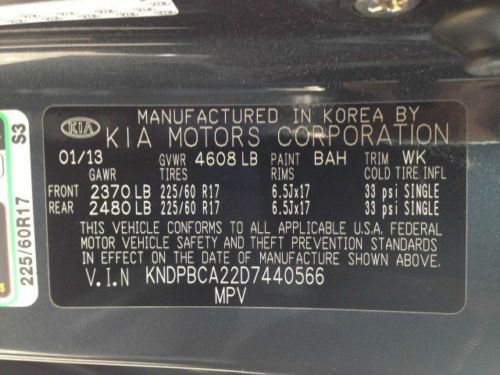 MANUFACTURED IN KOREA BY
KIA KIA MOTORS CORPORATION
01/13 GVWR 4608 LB PAINT BAH TRIM WK
GAWR TIRES RIMS COLD TIRE INFL
FRONT 2370 LB 225/60 R17 6.5Jx17 33 psi SINGLE
REAR 2480 LB 225/60 R17 6.5Jx17 33 psi SINGLE
THIS VEHICLE CONFORMS TO ALL APPLICABLE U.S.A. FEDERAL
MOTOR VEHICLE SAFETY AND THEFT PREVENTION STANDARDS
IN EFFECT ON THE DATE OF MANUFACTURE SHOWN ABOVE.
V.I.N KNDPBCA22D7440566
MPV
225/60R17 S3